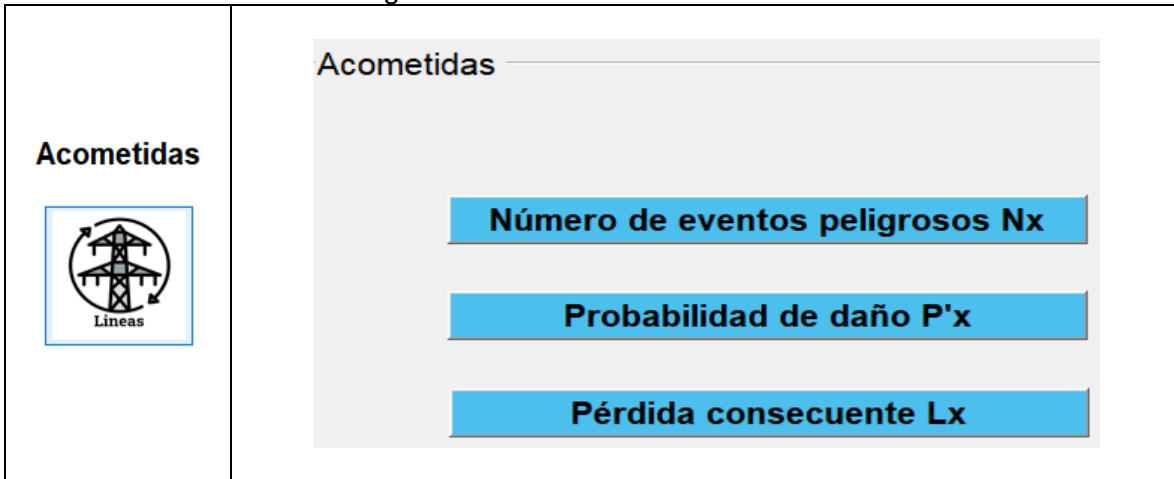 Acometidas
Lineas
Acometidas
Número de eventos peligrosos Nx
Probabilidad de daño P'x
Pérdida consecuente Lx